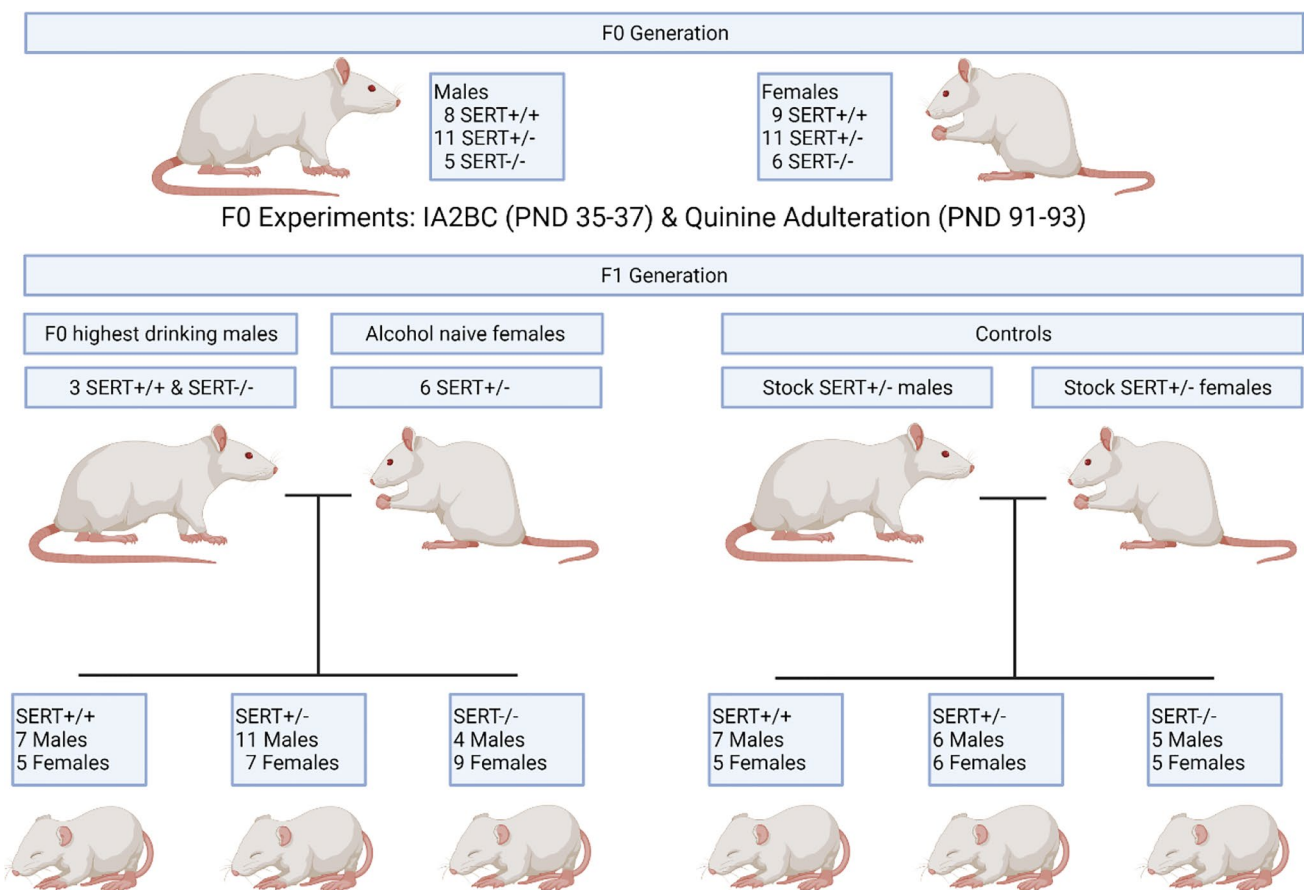 F0 Generation
Males
8 SERT+/+
11 SERT+/-
5 SERT-/-
Females
9 SERT+/+
11 SERT+/-
6 SERT-/-
F0 Experiments: IA2BC (PND 35-37) & Quinine Adulteration (PND 91-93)
F1 Generation
F0 highest drinking males
Alcohol naive females
Controls
3 SERT+/+ & SERT-/-
6 SERT+/-
Stock SERT+/- males
Stock SERT+/- females
SERT+/+
7 Males
5 Females
SERT+/-
11 Males
7 Females
SERT-/-
4 Males
9 Females
SERT+/+
7 Males
5 Females
SERT+/-
6 Males
6 Females
SERT-/-
5 Males
5 Females